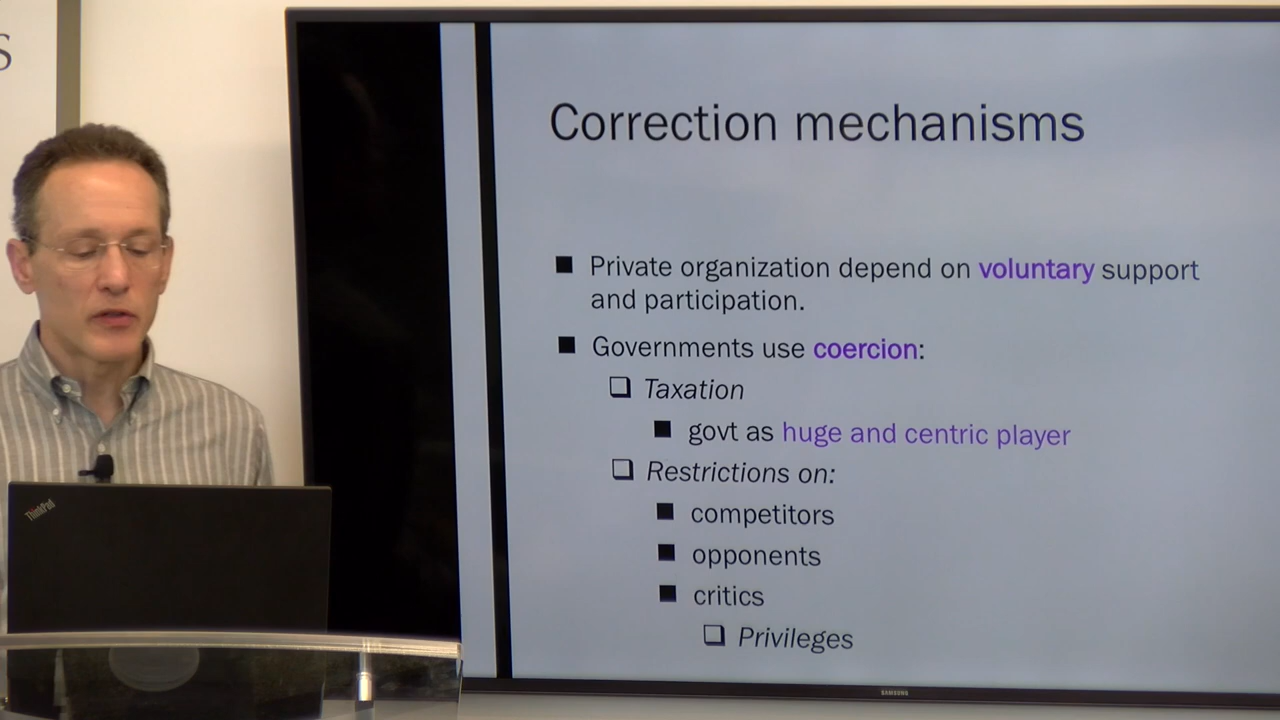 S
Correction mechanisms
Private organization depend on voluntary support
and participation.
Governments use coercion:
Taxation
govt as huge and centric player
Restrictions on:
competitors
opponents
critics
Privileges
ThinkPad
SAMSUNG